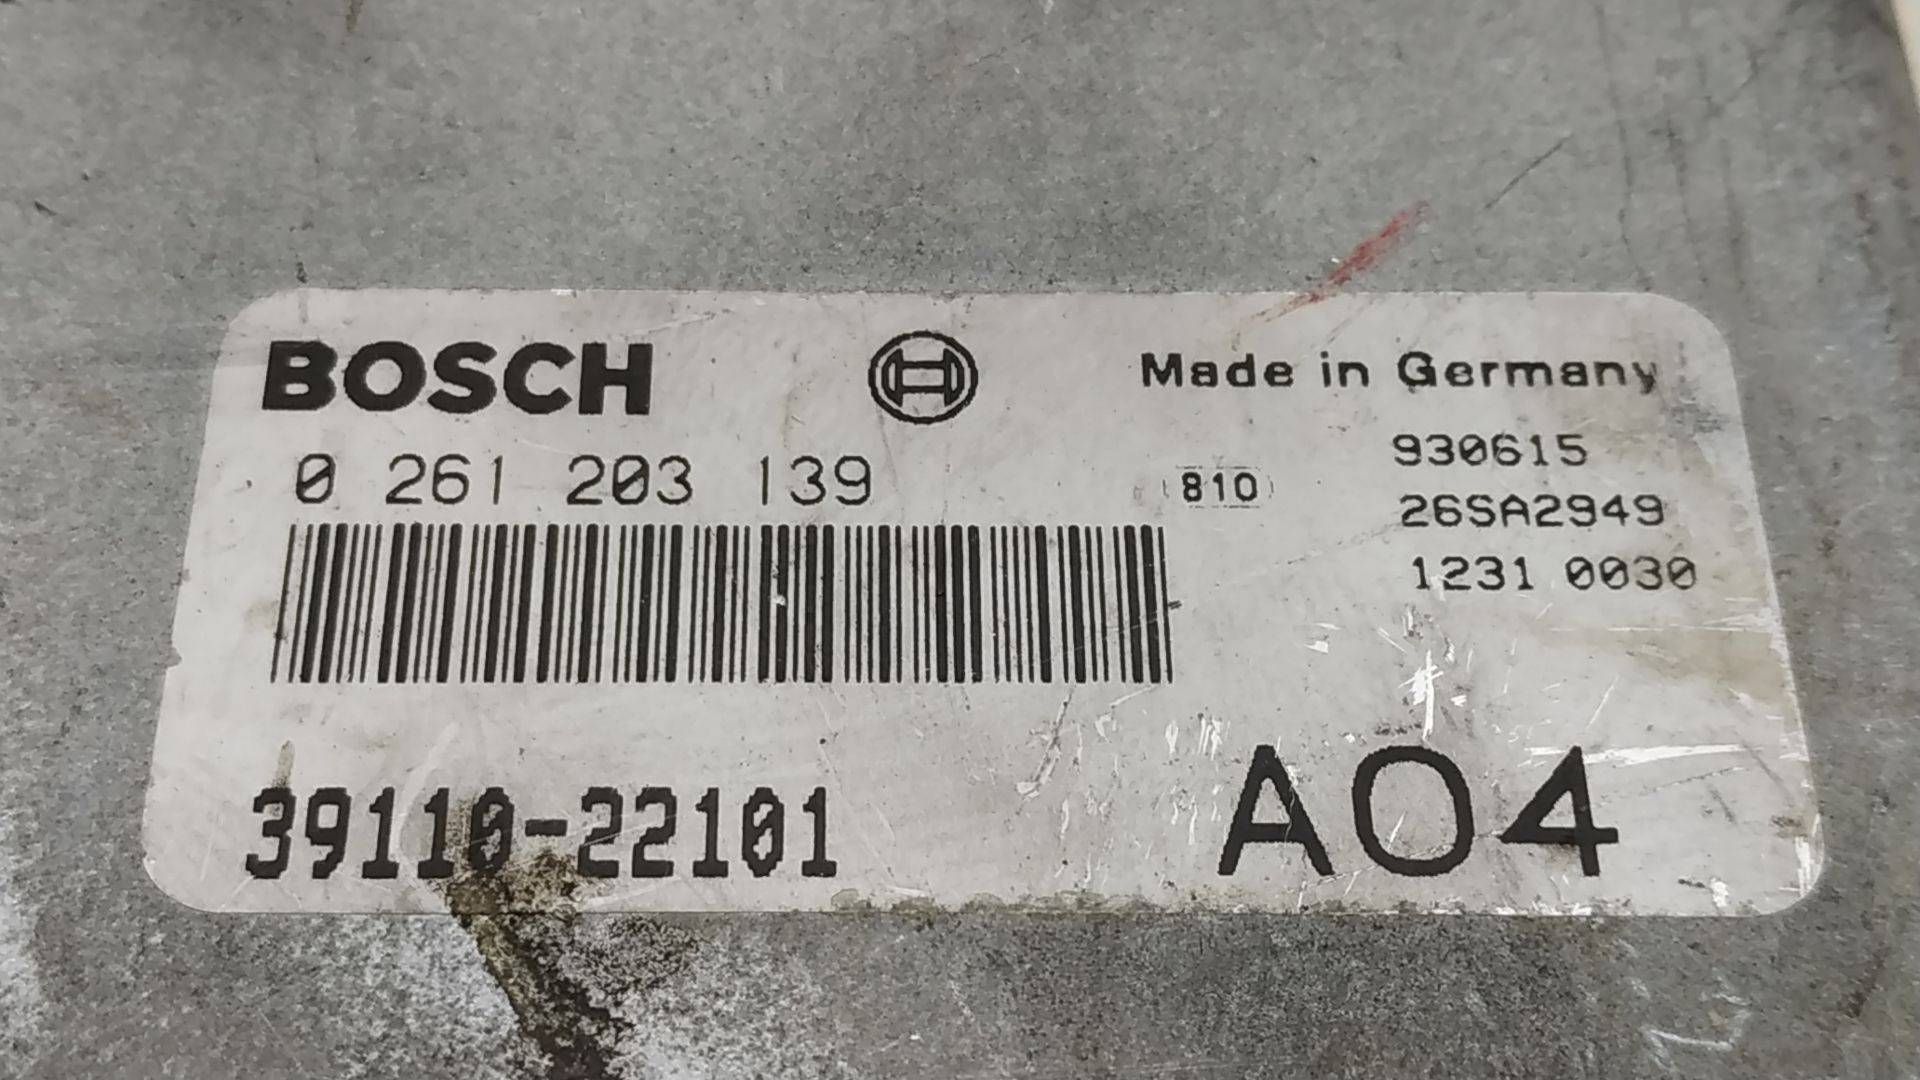 BOSCH
Made in Germany
0 261 203 139
810
930615
26SA2949
1231 0030
39110-22101
A04